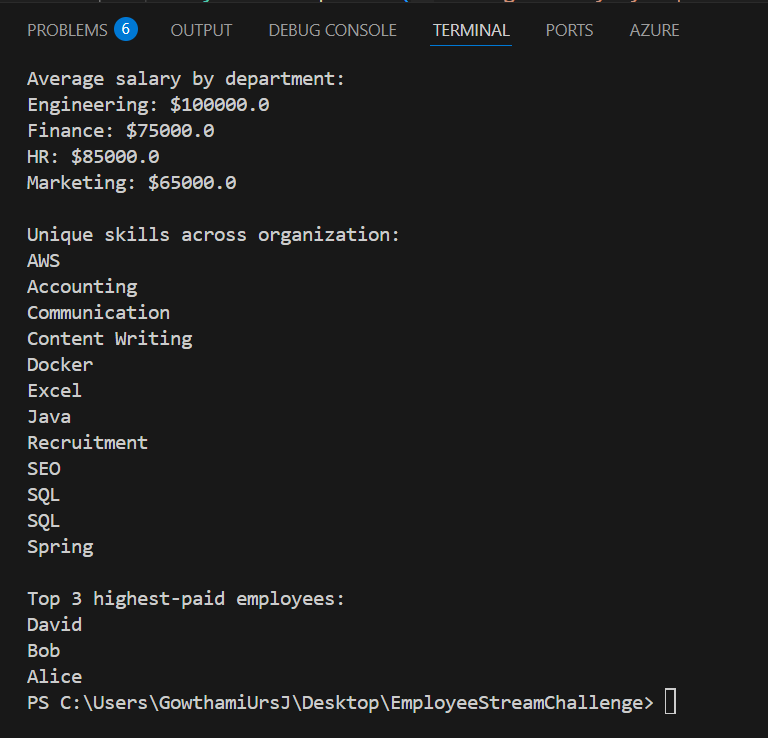 PROBLEMS 6 OUTPUT DEBUG CONSOLE TERMINAL PORTS AZURE
Average salary by department:
Engineering: $100000.0
Finance: $75000.0
HR: $85000.0
Marketing: $65000.0
Unique skills across organization:
AWS
Accounting
Communication
Content Writing
Docker
Excel
Java
Recruitment
SEO
SQL
SQL
Spring
Top 3 highest-paid employees:
David
Bob
Alice
PS C:\Users\GowthamiUrsJ\Desktop\EmployeeStreamChallenge>